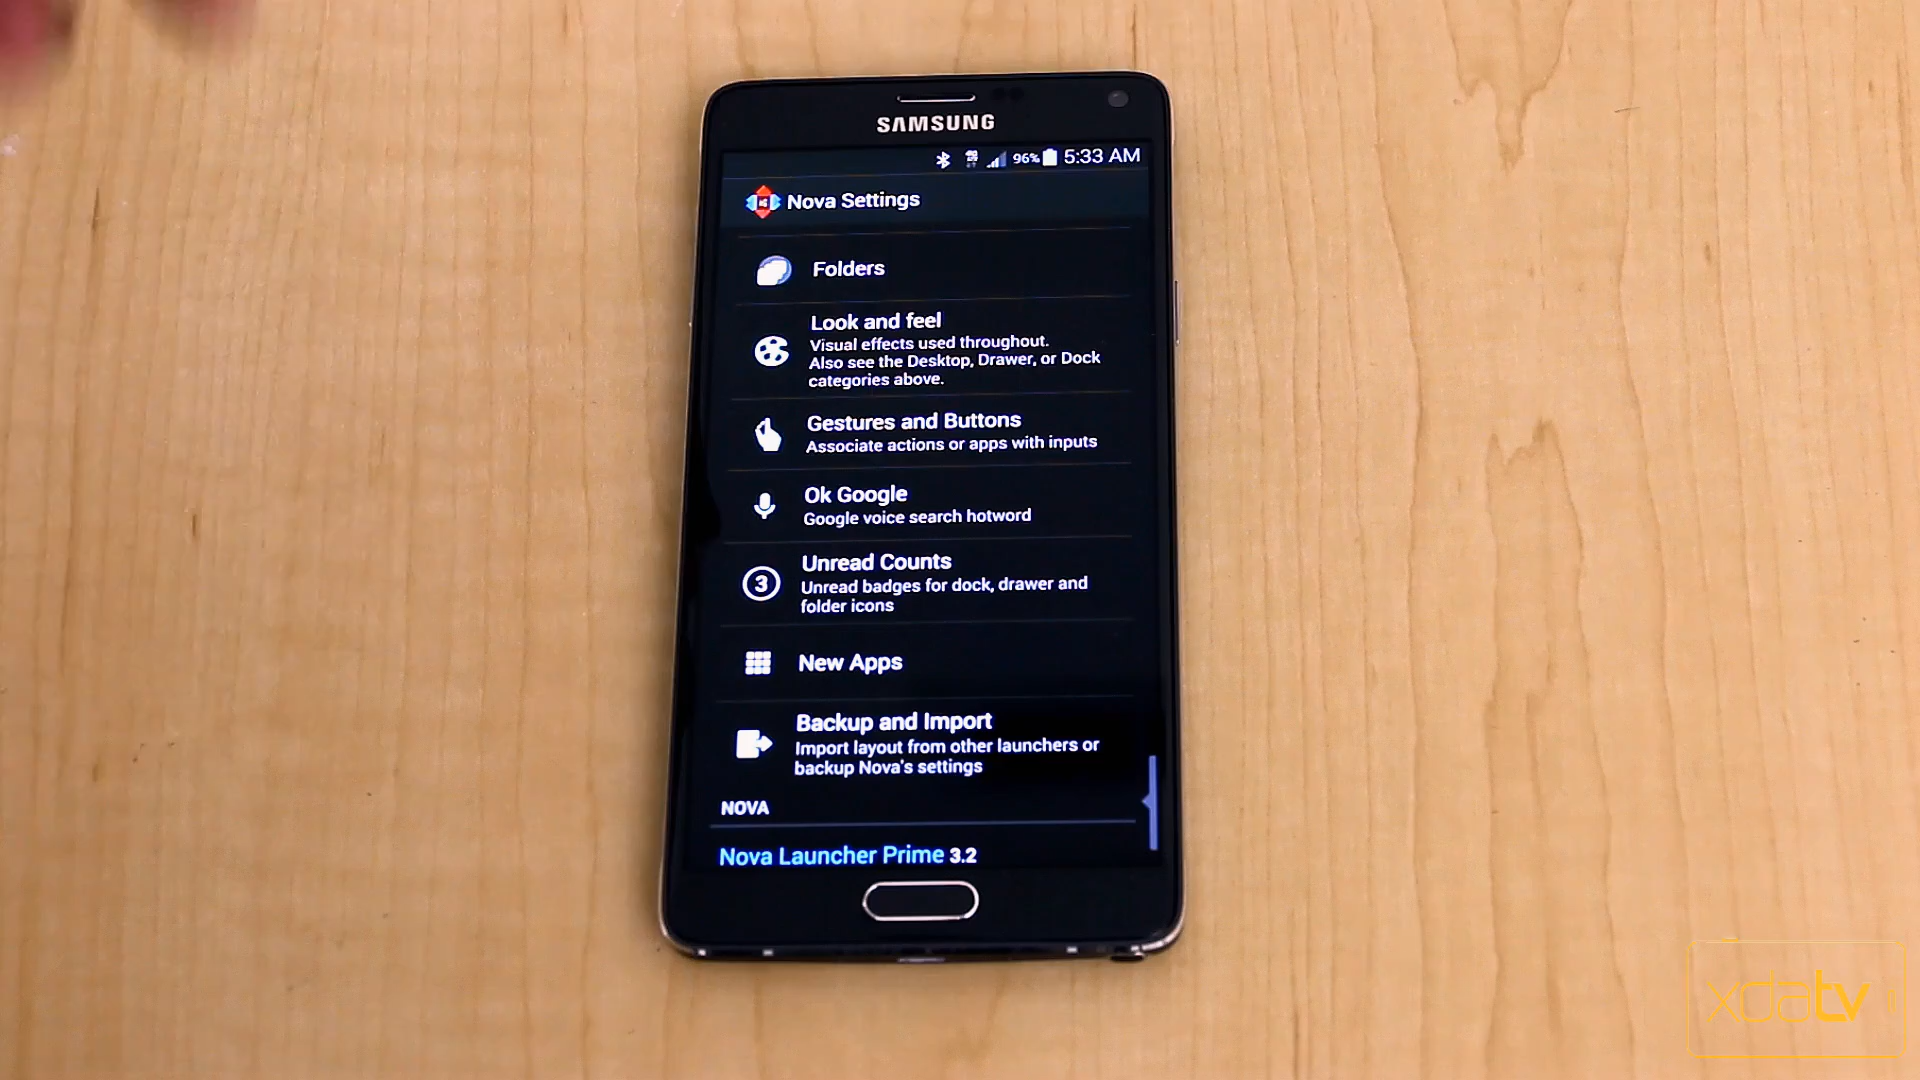 SAMSUNG
96% 5:33 AM
Nova Settings
Folders
Look and feel
Visual effects used throughout.
Also see the Desktop, Drawer, or Dock
categories above.
Gestures and Buttons
Associate actions or apps with inputs
Ok Google
Google voice search hotword
3
Unread Counts
Unread badges for dock, drawer and
folder icons
New Apps
Backup and Import
Import layout from other launchers or
backup Nova's settings
NOVA
Nova Launcher Prime 3.2
xdatv